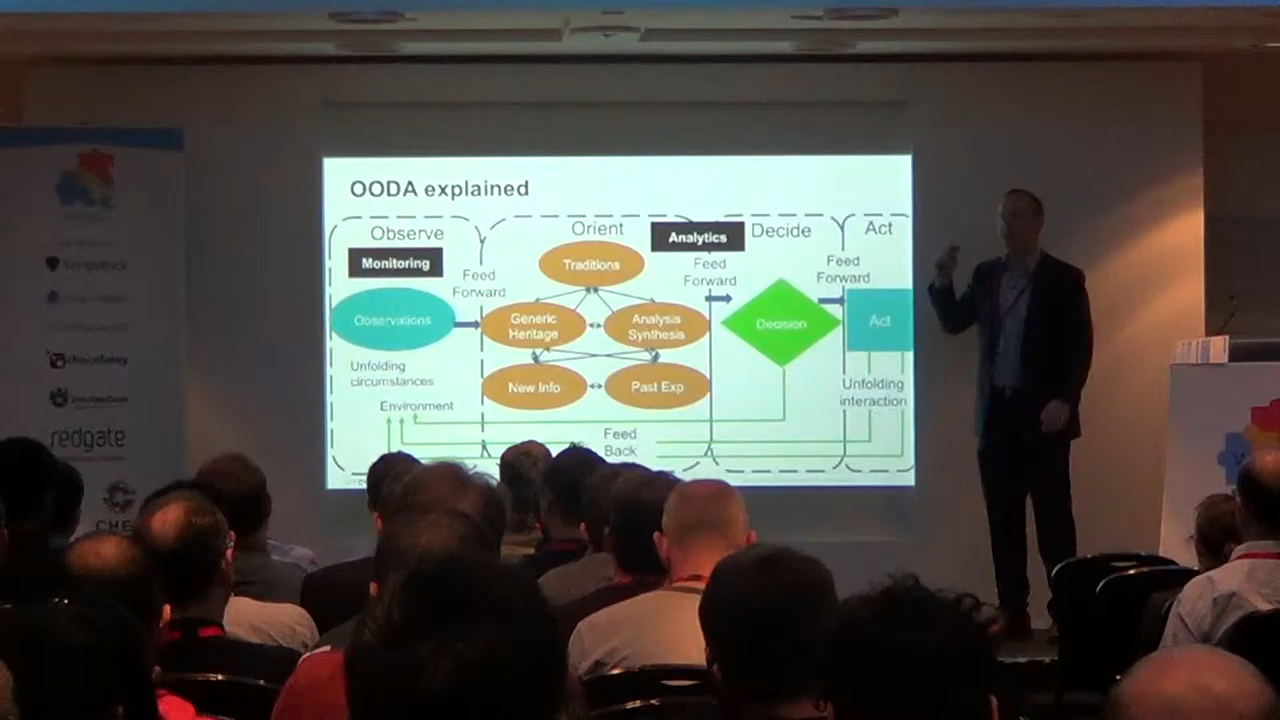 OODA explained
Observe
Orient
Decide
Act
Monitoring
Analytics
Feed
Forward
Feed
Forward
Feed
Forward
Traditions
Observations
Generic
Heritage
Analysis
Synthesis
Decision
Act
Unfolding
circumstances
New Info
Past Exp
Unfolding
interaction
Environment
Feed
Back
redgate